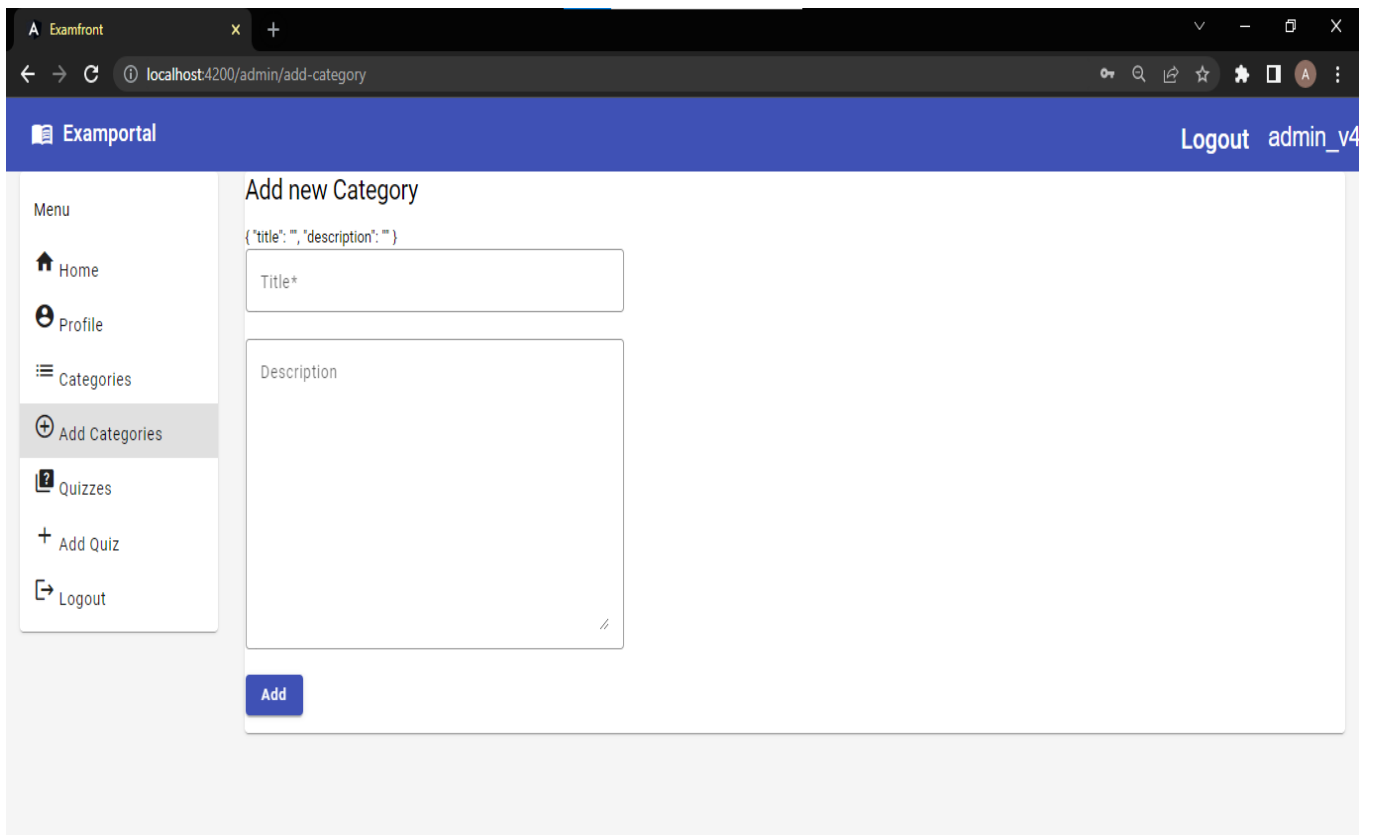 Examfront
localhost:4200/admin/add-category
A
Examportal
Logout admin_v4
Menu
Home
Profile
Categories
Add Categories
Quizzes
Add Quiz
Logout
Add new Category
{ "title": "", "description": "" }
Title*
Description
Add